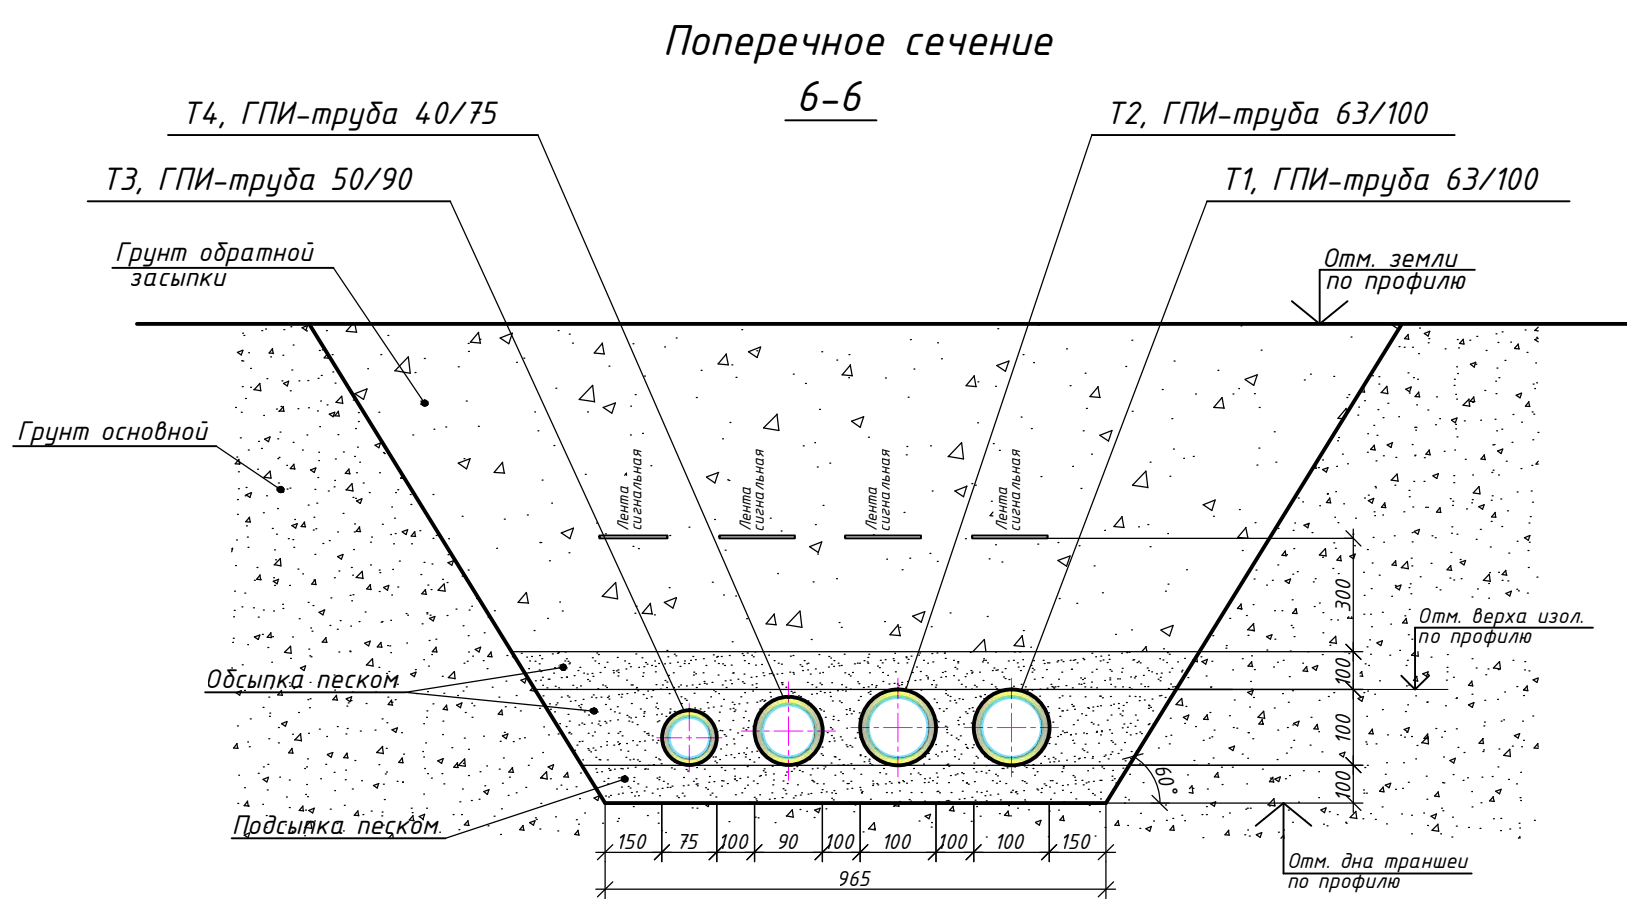 Поперечное сечение
6-6
Т4, ГПИ-труба 40/75
Т2, ГПИ-труба 63/100
Т3, ГПИ-труба 50/90
Т1, ГПИ-труба 63/100
Грунт обратной
засыпки
Отм. земли
по профилю
Грунт основной
Лента
сигнальная
Лента
сигнальная
Лента
сигнальная
Лента
сигнальная
300
Отм. верха изол.
по профилю
100
Обсыпка песком
100
60°
100
Подсыпка песком
150
75
100
90
100
100
100
100
150
965
Отм. дна траншеи
по профилю